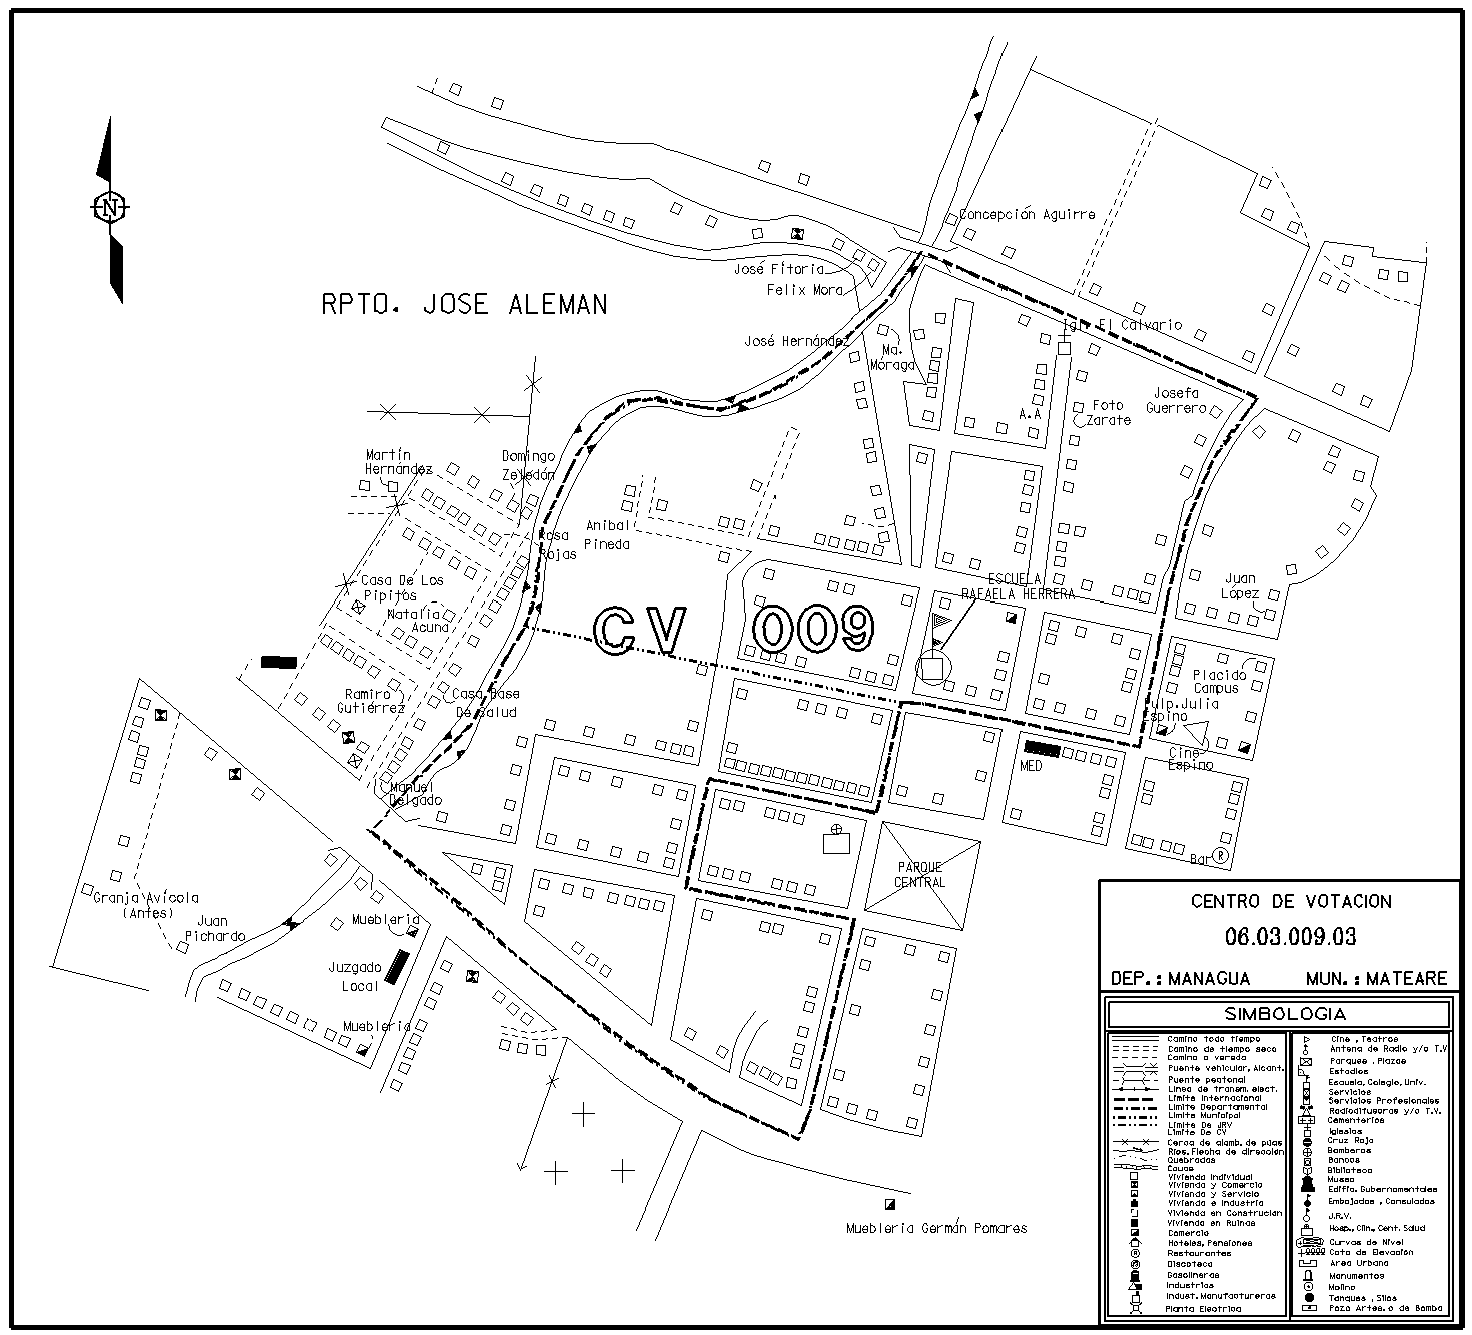 N
RPTO. JOSE ALEMAN
Concepción Aguirre
José Fitoria
Felix Mora
José Hernández
Ma.
Moraga
Igl. El Calvario
A.A
Foto
Zarate
Josefa
Guerrero
Martín
Hernández
Domingo
Zeledón
Rosa
Rojas
Anibal
Pineda
Casa De Los
Pipitos
Natalia
Acuna
ESCUELA
RAFAELA HERRERA
Juan
López
CV 009
Placido
Campus
Ramiro
Gutiérrez
Casa Base
De Salud
Pulp.Julia
Espino
Cine
Espino
MED
Manuel
Delgado
Bar
R
PARQUE
CENTRAL
Granja Avícola
(Antes)
Juan
Pichardo
Muebleria
Juzgado
Local
Muebleria
Muebleria Germán Pomares
CENTRO DE VOTACION
06.03.009.03
DEP.: MANAGUA MUN.: MATEARE
SIMBOLOGIA
Camino todo tiempo
Camino de tiempo seco
Camino o vereda
Puente vehicular, Alcant.
Puente peatonal
Linea de transm. elect.
Limite Internacional
Limite Departamental
Limite Municipal
Limite De JRV
Limite De CV
Cerca de alamb. de puas
Rios. Flecha de dirección
Quebradas
Cauce
Vivienda Individual
Vivienda y Comercio
Vivienda y Servicio
Vivienda e Industria
Vivienda en Construcción
Vivienda en Ruinas
Comercio
Hoteles, Pensiones
Restaurantes
Discoteca
Gasolineras
Industrias
Indust. Manufactureras
Planta Electrica
Cine , Teatros
Antena de Radio y/o T.V
Parques , Plazas
Estadios
Escuela, Colegio, Univ.
Servicios
Servicios Profesionales
Radiodifusoras y/o T.V.
Cementerios
Iglesias
Cruz Roja
Bomberos
Bancos
Biblioteca
Museo
Edific. Gubernamentales
Embajadas , Consulados
J.R.V.
Hosp., Clin., Cent. Salud
Curvas de Nivel
Cota de Elevación
Area Urbana
Monumentos
Molino
Tanques , Silos
Pozo Artes. o de Bomba